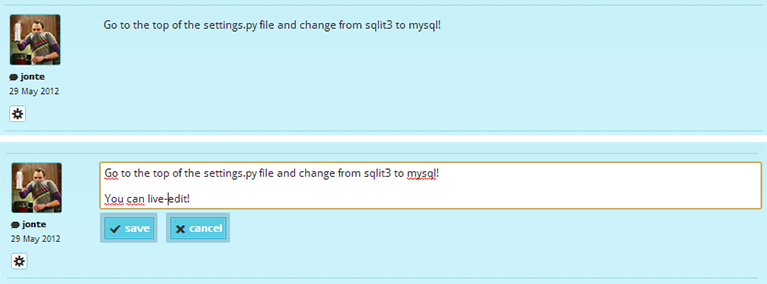 Go to the top of the settings.py file and change from sqlit3 to mysql!
jonte
29 May 2012
Go to the top of the settings.py file and change from sqlit3 to mysql!
You can live-edit!
save cancel
jonte
29 May 2012